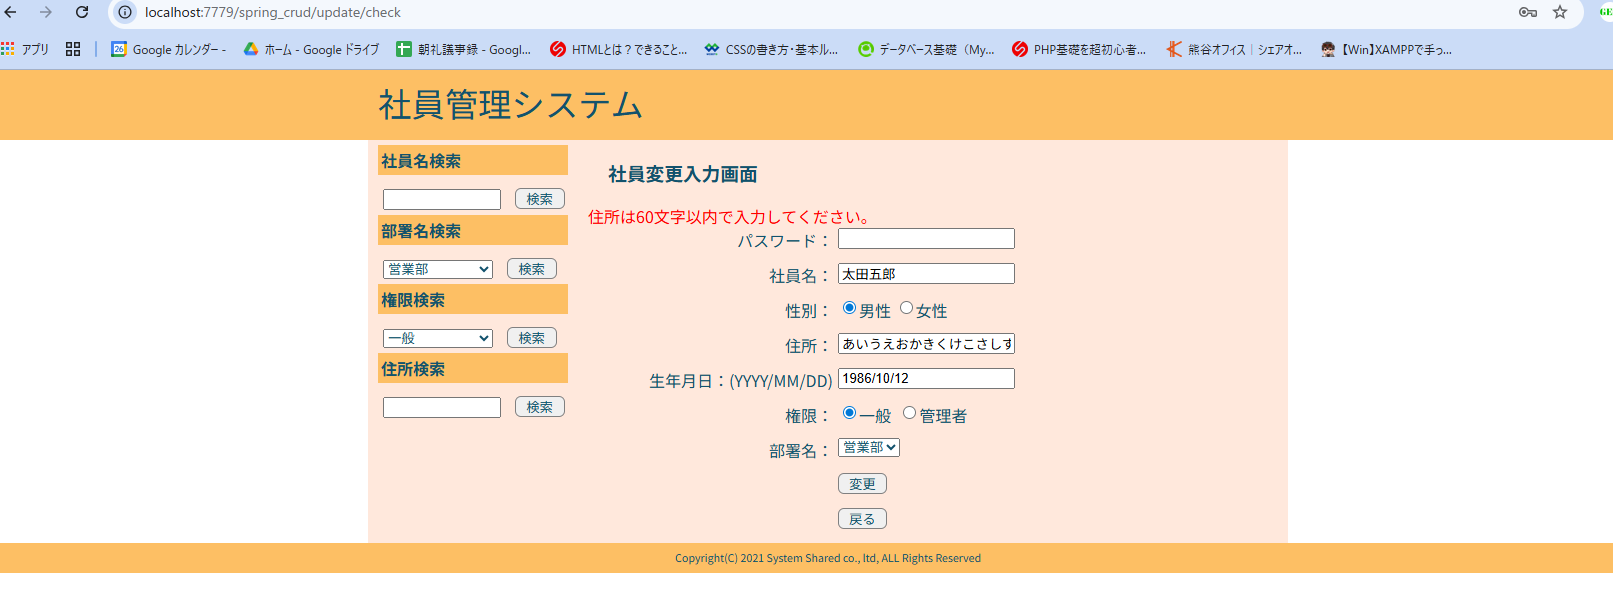 localhost:7779/spring_crud/update/check
アプリ Google カレンダー - ホーム - Google ドライブ 朝礼議事録 - Googl... HTMLとは？できること... CSSの書き方・基本ル... データベース基礎（My... PHP基礎を超初心者... 熊谷オフィス｜シェアオ... 【Win】XAMPPで手っ...
社員管理システム
社員名検索
検索
部署名検索
営業部 検索
権限検索
一般 検索
住所検索
検索
社員変更入力画面
住所は60文字以内で入力してください。
パスワード：
社員名： 太田五郎
性別： 男性 女性
住所： あいうえおかきくけこさしす
生年月日：(YYYY/MM/DD) 1986/10/12
権限： 一般 管理者
部署名： 営業部
変更
戻る
Copyright(C) 2021 System Shared co., ltd, ALL Rights Reserved